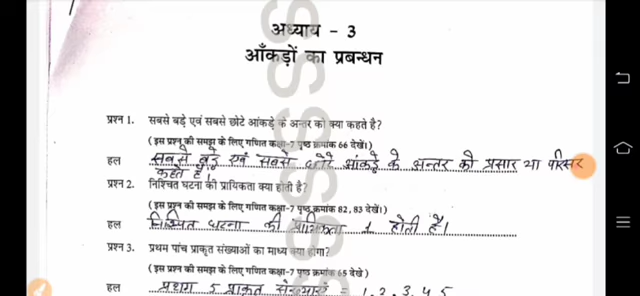 अध्याय - 3
आँकड़ों का प्रबन्धन
प्रश्न 1. सबसे बड़े एवं सबसे छोटे आंकड़े के अन्तर को क्या कहते है?
(इस प्रश्न की समझ के लिए गणित कक्षा-7 पृष्ठ क्रमांक 66 देखें।)
हल सबसे बड़े एवं सबसे छोटे आंकड़े के अन्तर को प्रसार या परिसर
कहते हैं।
प्रश्न 2. निश्चित घटना की प्रायिकता क्या होती है?
(इस प्रश्न की समझ के लिए गणित कक्षा-7 पृष्ठ क्रमांक 82, 83 देखें।)
हल निश्चित घटना की प्रायिकता 1 होती है।
प्रश्न 3. प्रथम पांच प्राकृत संख्याओं का माध्य क्या होगा?
(इस प्रश्न की समझ के लिए गणित कक्षा-7 पृष्ठ क्रमांक 65 देखे)
हल प्रथम 5 प्राकृत संख्याएं = 1, 2, 3, 4, 5